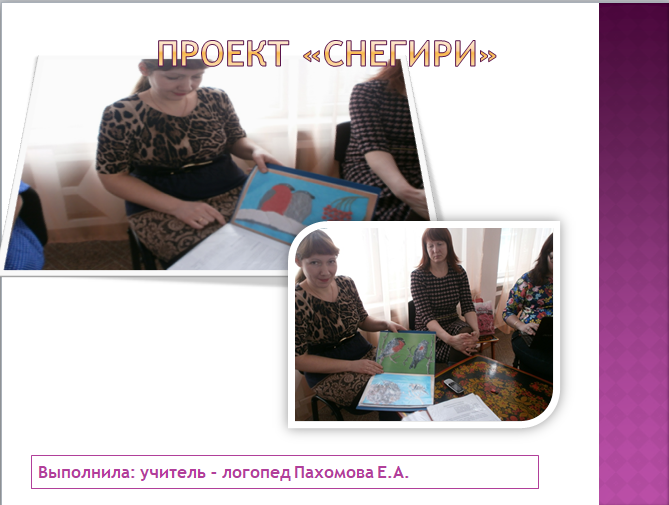 ПРОЕКТ «СНЕГИРИ»
Выполнила: учитель – логопед Пахомова Е.А.